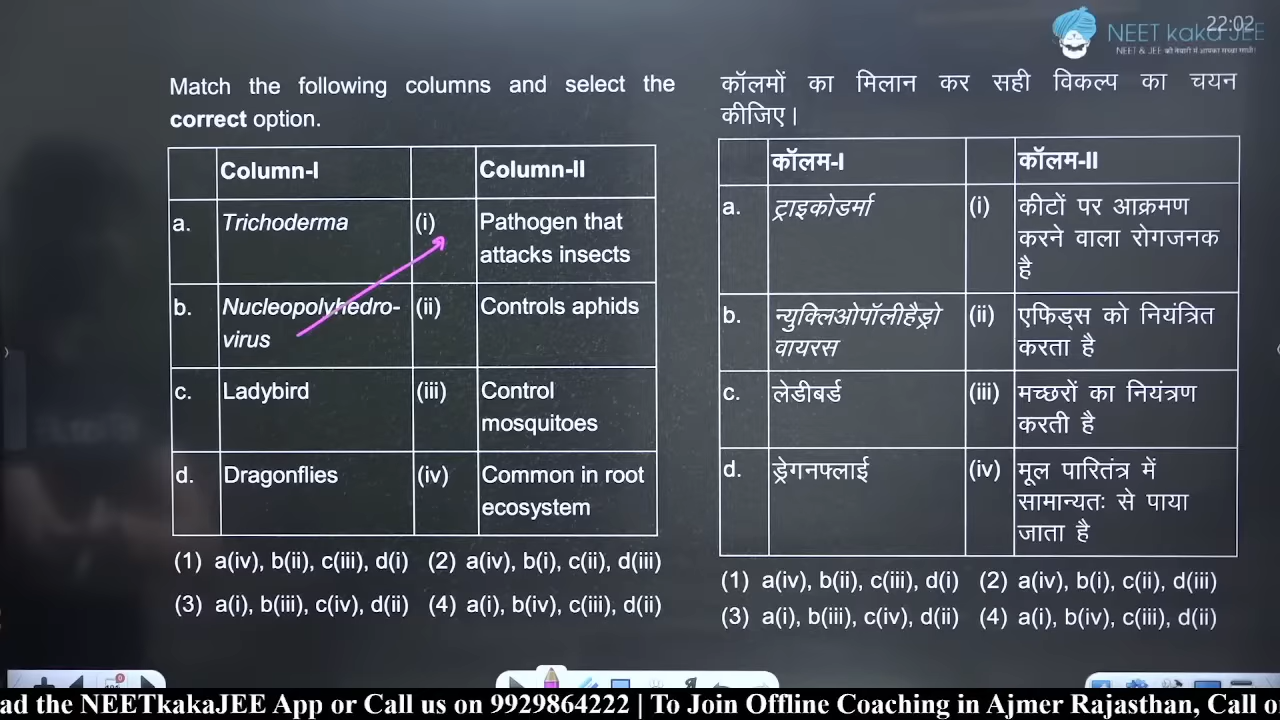 22:02
NEET kaka JEE
NEET & JEE की तैयारी में आपका सच्चा साथी!
Match the following columns and select the
correct option.
Column-I
Column-II
a. Trichoderma (i) Pathogen that
attacks insects
b. Nucleopolyhedro- (ii) Controls aphids
virus
c. Ladybird (iii) Control
mosquitoes
d. Dragonflies (iv) Common in root
ecosystem
(1) a(iv), b(ii), c(iii), d(i) (2) a(iv), b(i), c(ii), d(iii)
(3) a(i), b(iii), c(iv), d(ii) (4) a(i), b(iv), c(iii), d(ii)
कॉलमों का मिलान कर सही विकल्प का चयन
कीजिए।
कॉलम-I
कॉलम-II
a. ट्राइकोडर्मा (i) कीटों पर आक्रमण
करने वाला रोगजनक
है
b. न्युक्लिओपॉलीहैड्रो (ii) एफिड्स को नियंत्रित
वायरस करता है
c. लेडीबर्ड (iii) मच्छरों का नियंत्रण
करती है
d. ड्रेगनफ्लाई (iv) मूल पारितंत्र में
सामान्यतः से पाया
जाता है
(1) a(iv), b(ii), c(iii), d(i) (2) a(iv), b(i), c(ii), d(iii)
(3) a(i), b(iii), c(iv), d(ii) (4) a(i), b(iv), c(iii), d(ii)
ad the NEETkakaJEE App or Call us on 9929864222 | To Join Offline Coaching in Ajmer Rajasthan, Call o